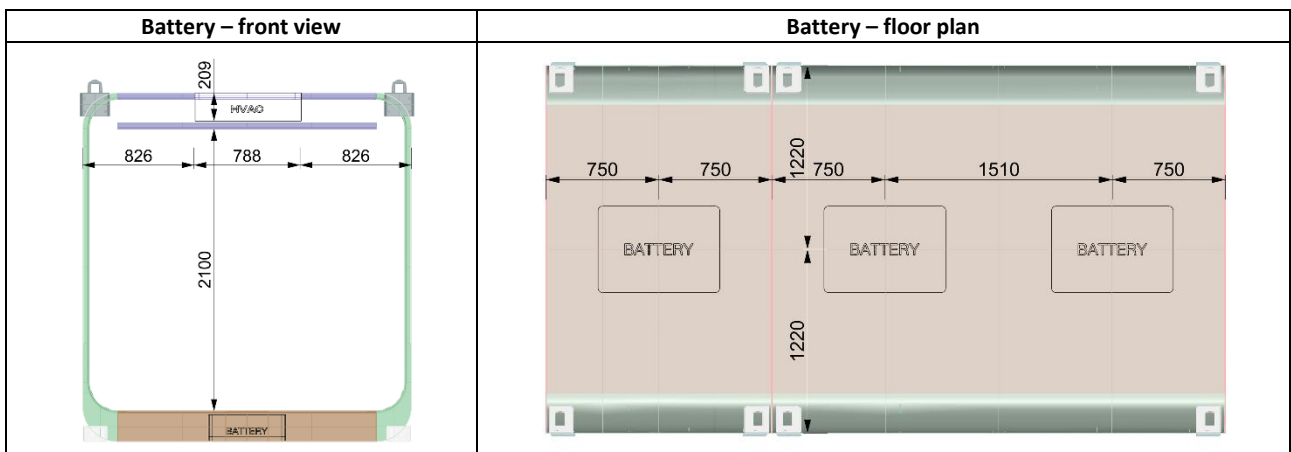 Battery – front view
Battery – floor plan
209
HVAC
826 788 826
2100
BATTERY
750 750 1220 750 1510 750
BATTERY BATTERY BATTERY
1220